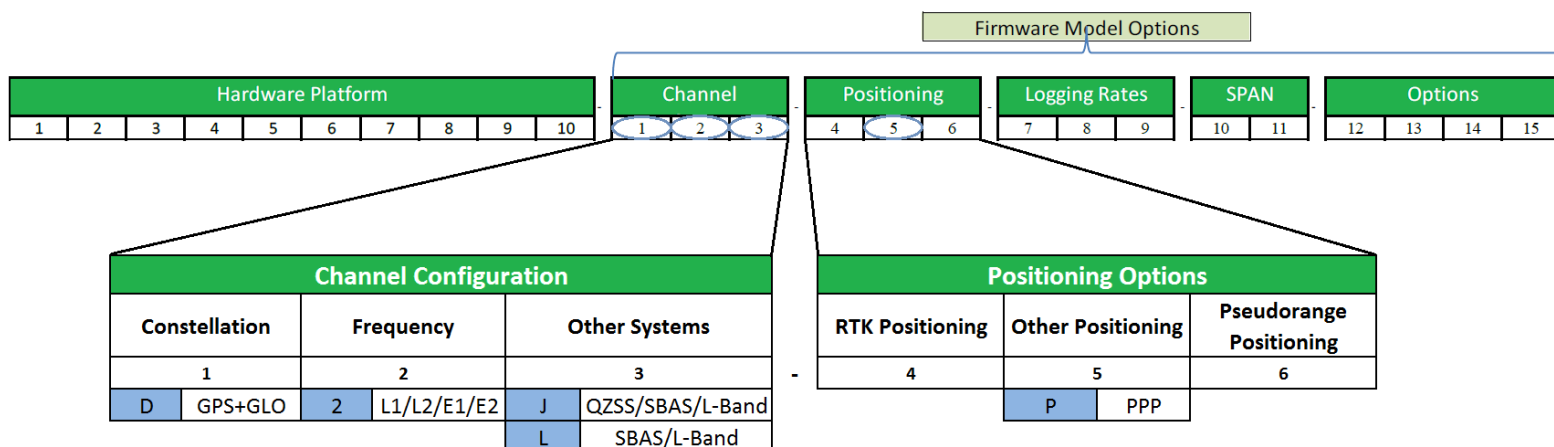 Firmware Model Options
Hardware Platform - Channel - Positioning - Logging Rates - SPAN - Options
1 2 3 4 5 6 7 8 9 10 1 2 3 4 5 6 7 8 9 10 11 12 13 14 15
Channel Configuration Positioning Options
Constellation Frequency Other Systems RTK Positioning Other Positioning Pseudorange
Positioning
1 2 3 - 4 5 6
D GPS+GLO 2 L1/L2/E1/E2 J QZSS/SBAS/L-Band P PPP
L SBAS/L-Band